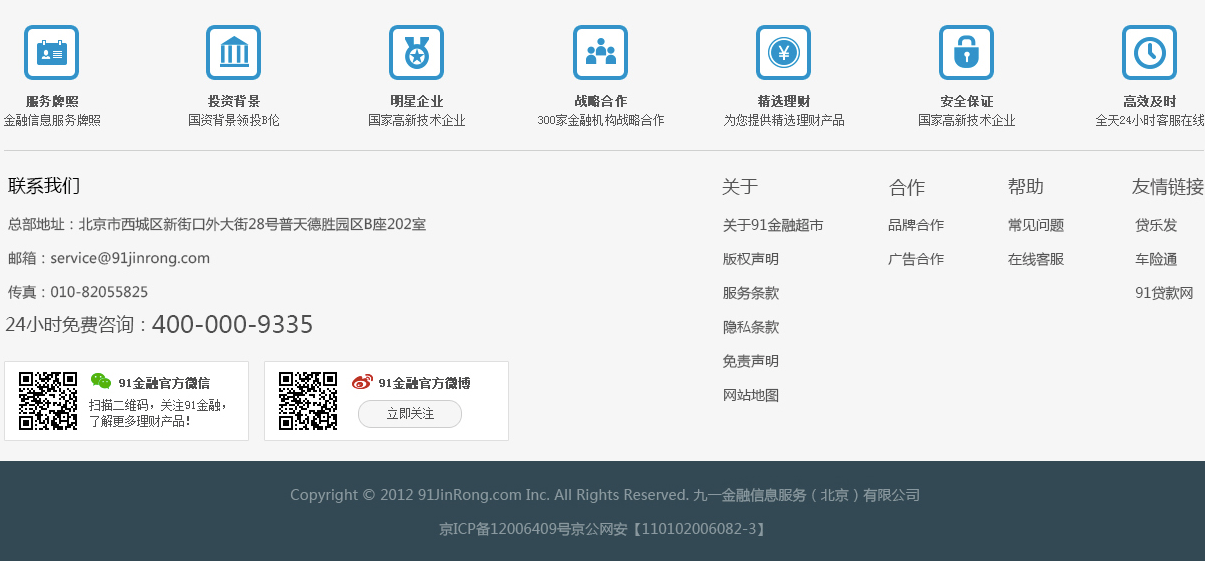 服务牌照
金融信息服务牌照
投资背景
国资背景领投B伦
明星企业
国家高新技术企业
战略合作
300家金融机构战略合作
精选理财
为您提供精选理财产品
安全保证
国家高新技术企业
高效及时
全天24小时客服在线
联系我们
总部地址：北京市西城区新街口外大街28号普天德胜园区B座202室
邮箱：service@91jinrong.com
传真：010-82055825
24小时免费咨询：400-000-9335
91金融官方微信
扫描二维码，关注91金融，
了解更多理财产品！
91金融官方微博
立即关注
关于
关于91金融超市
版权声明
服务条款
隐私条款
免责声明
网站地图
合作
品牌合作
广告合作
帮助
常见问题
在线客服
友情链接
贷乐发
车险通
91贷款网
Copyright © 2012 91JinRong.com Inc. All Rights Reserved. 九一金融信息服务（北京）有限公司
京ICP备12006409号京公网安【110102006082-3】